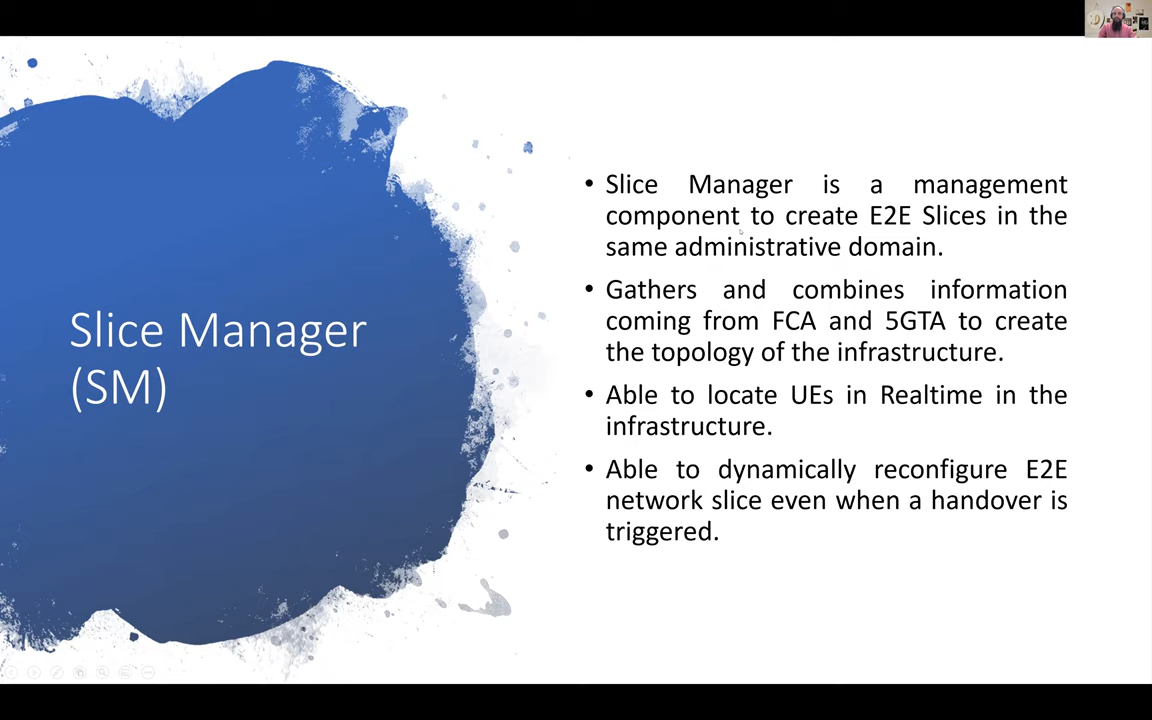 Slice Manager
(SM)
• Slice Manager is a management
component to create E2E Slices in the
same administrative domain.
• Gathers and combines information
coming from FCA and 5GTA to create
the topology of the infrastructure.
• Able to locate UEs in Realtime in the
infrastructure.
• Able to dynamically reconfigure E2E
network slice even when a handover is
triggered.